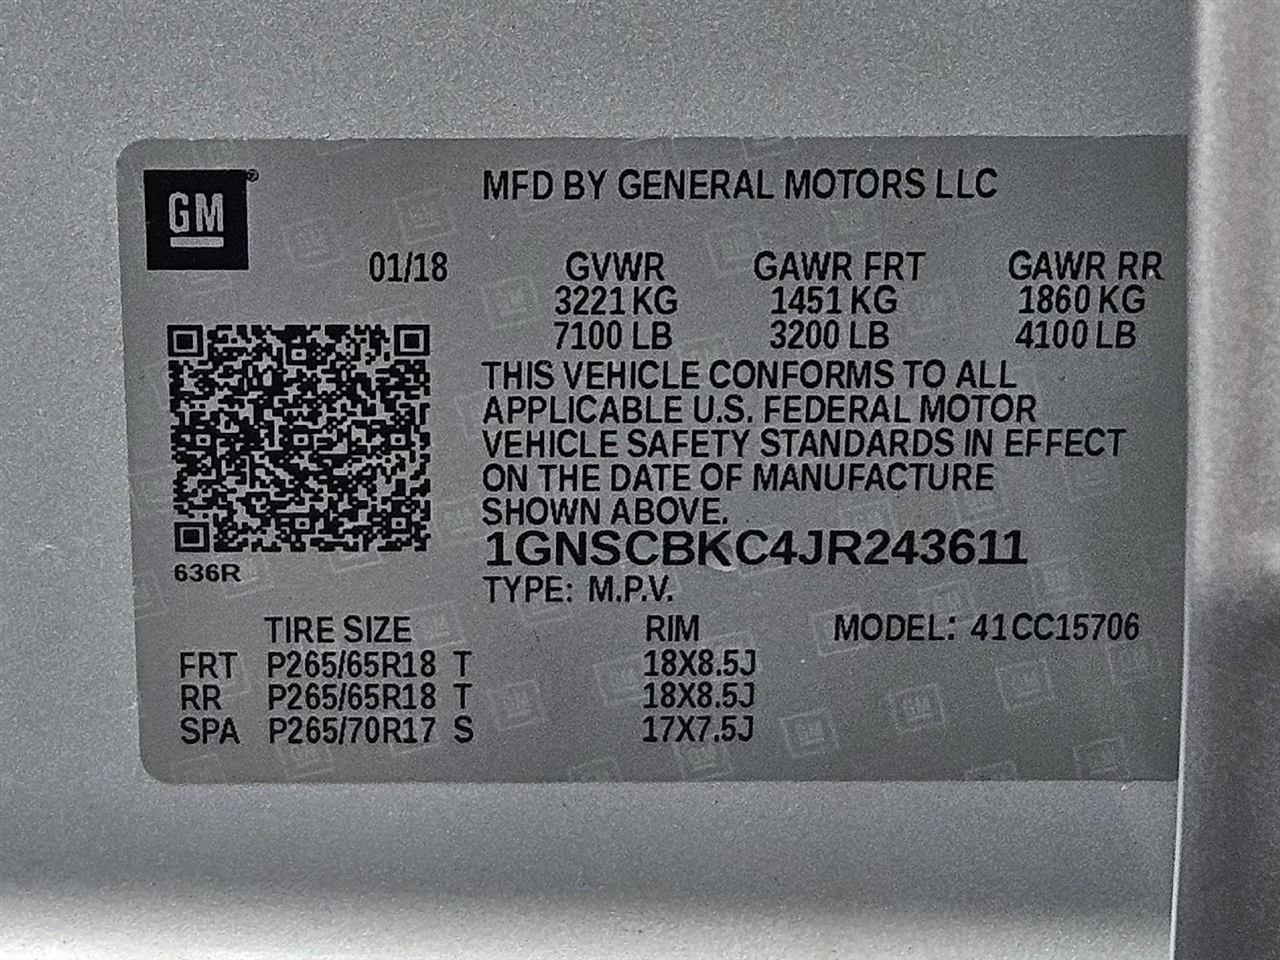 GM
MFD BY GENERAL MOTORS LLC
01/18 GVWR GAWR FRT GAWR RR
3221 KG 1451 KG 1860 KG
7100 LB 3200 LB 4100 LB
THIS VEHICLE CONFORMS TO ALL
APPLICABLE U.S. FEDERAL MOTOR
VEHICLE SAFETY STANDARDS IN EFFECT
ON THE DATE OF MANUFACTURE
SHOWN ABOVE.
1GNSCBKC4JR243611
636R
TYPE: M.P.V.
TIRE SIZE RIM MODEL: 41CC15706
FRT P265/65R18 T 18X8.5J
RR P265/65R18 T 18X8.5J
SPA P265/70R17 S 17X7.5J